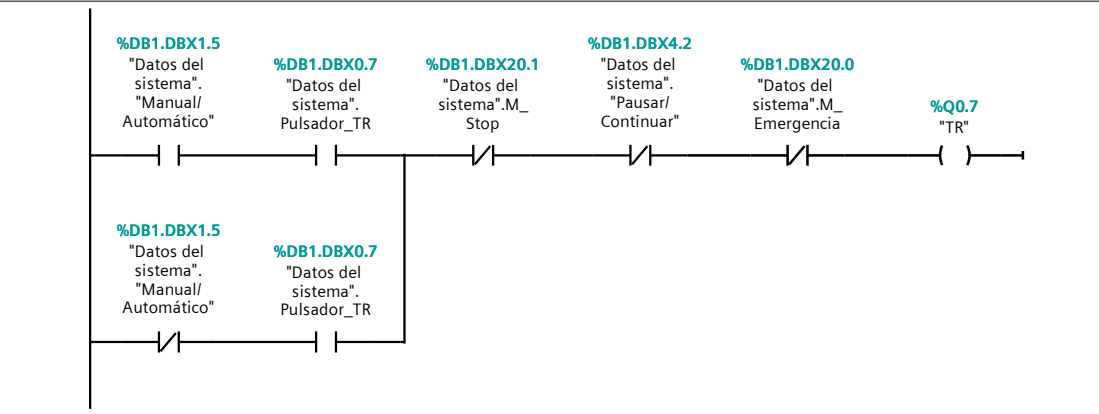 %DB1.DBX1.5
"Datos del
sistema".
"Manual/
Automático"
%DB1.DBX0.7
"Datos del
sistema".
Pulsador_TR
%DB1.DBX20.1
"Datos del
sistema".M_
Stop
%DB1.DBX4.2
"Datos del
sistema".
"Pausar/
Continuar"
%DB1.DBX20.0
"Datos del
sistema".M_
Emergencia
%Q0.7
"TR"
%DB1.DBX1.5
"Datos del
sistema".
"Manual/
Automático"
%DB1.DBX0.7
"Datos del
sistema".
Pulsador_TR